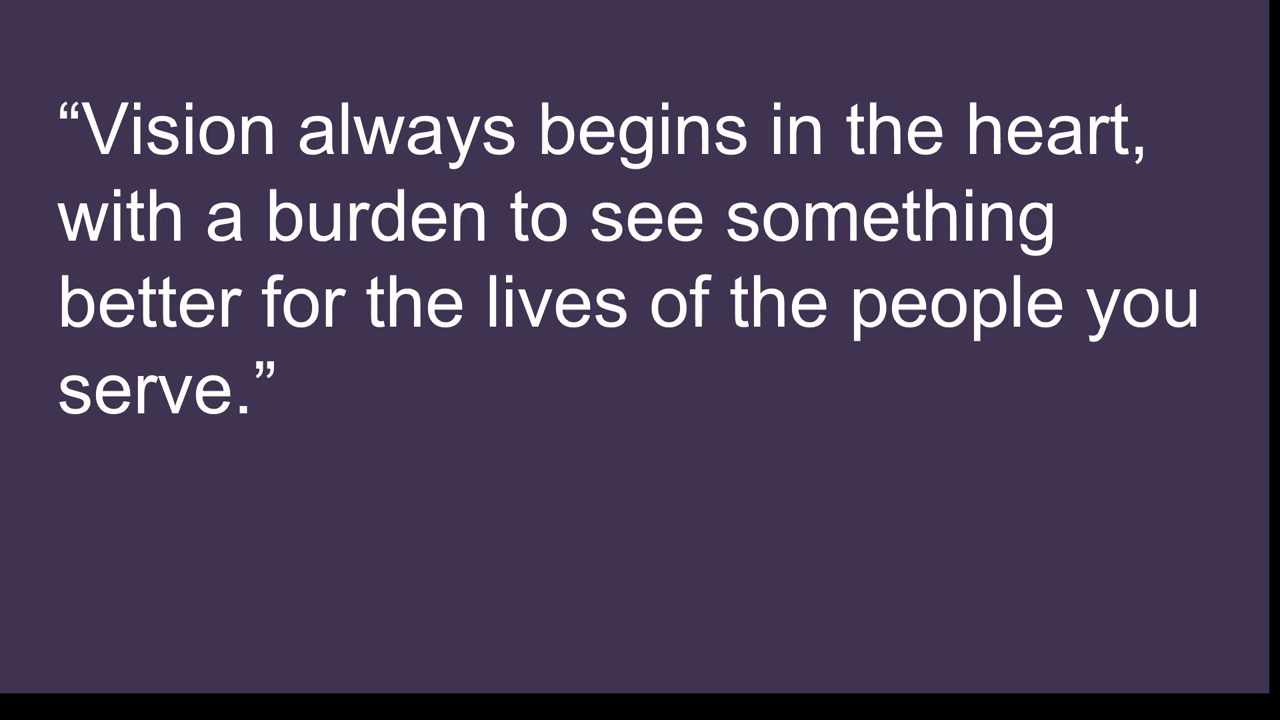 “Vision always begins in the heart,
with a burden to see something
better for the lives of the people you
serve.”